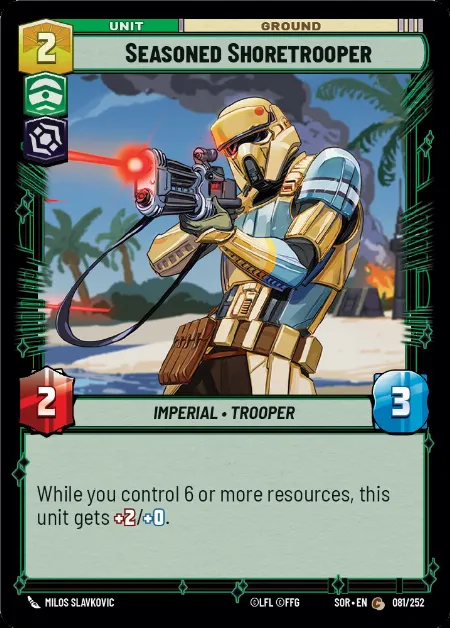 UNIT GROUND
2 SEASONED SHORETROOPER
2 IMPERIAL • TROOPER 3
While you control 6 or more resources, this
unit gets +2/+0.
MILOS SLAVKOVIC ©LFL ©FFG SOR • EN C 081/252